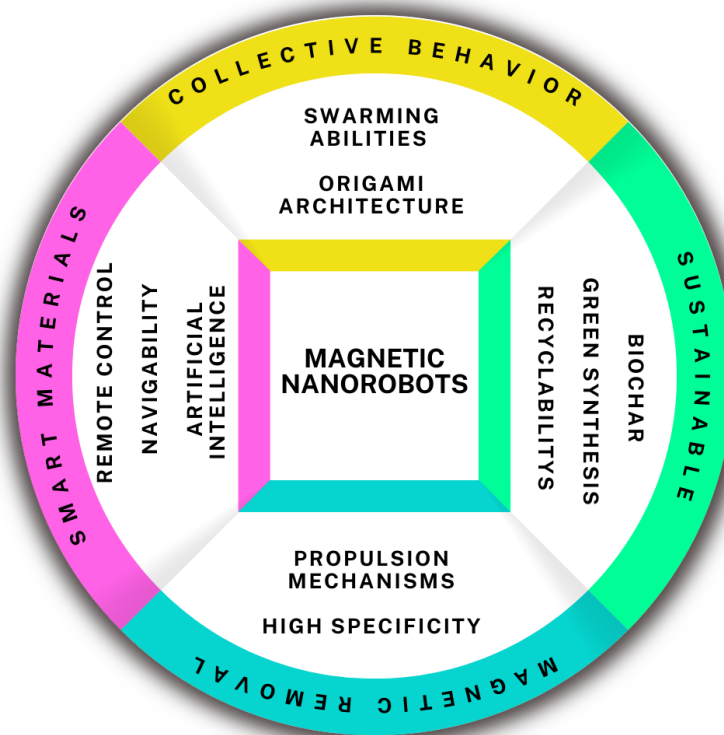 COLLECTIVE BEHAVIOR
SWARMING
ABILITIES
ORIGAMI
ARCHITECTURE
SMART MATERIALS
REMOTE CONTROL
NAVIGABILITY
ARTIFICIAL
INTELLIGENCE
MAGNETIC
NANOROBOTS
RECYCLABILITYS
GREEN SYNTHESIS
BIOCHAR
SUSTAINABLE
PROPULSION
MECHANISMS
HIGH SPECIFICITY
MAGNETIC REMOVAL